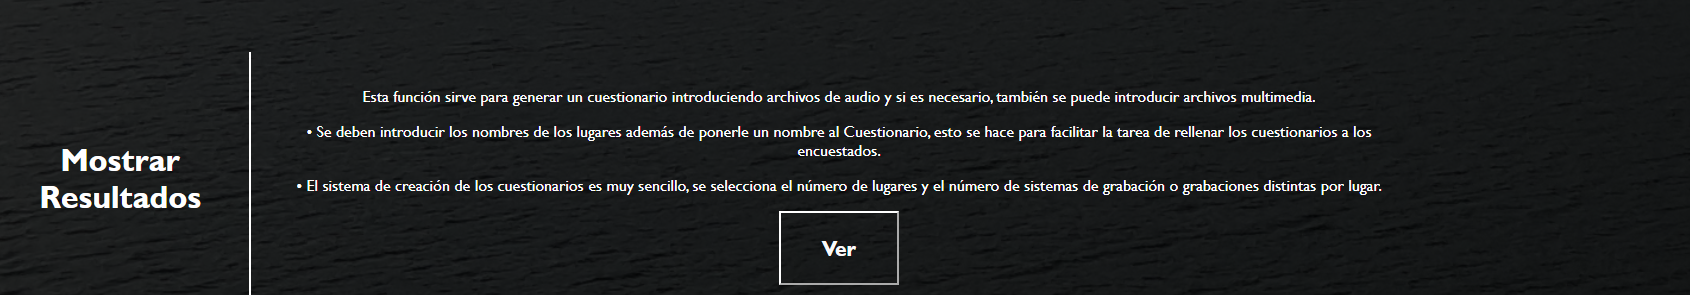 Mostrar
Resultados
Esta función sirve para generar un cuestionario introduciendo archivos de audio y si es necesario, también se puede introducir archivos multimedia.
• Se deben introducir los nombres de los lugares además de ponerle un nombre al Cuestionario, esto se hace para facilitar la tarea de rellenar los cuestionarios a los
encuestados.
• El sistema de creación de los cuestionarios es muy sencillo, se selecciona el número de lugares y el número de sistemas de grabación o grabaciones distintas por lugar.
Ver